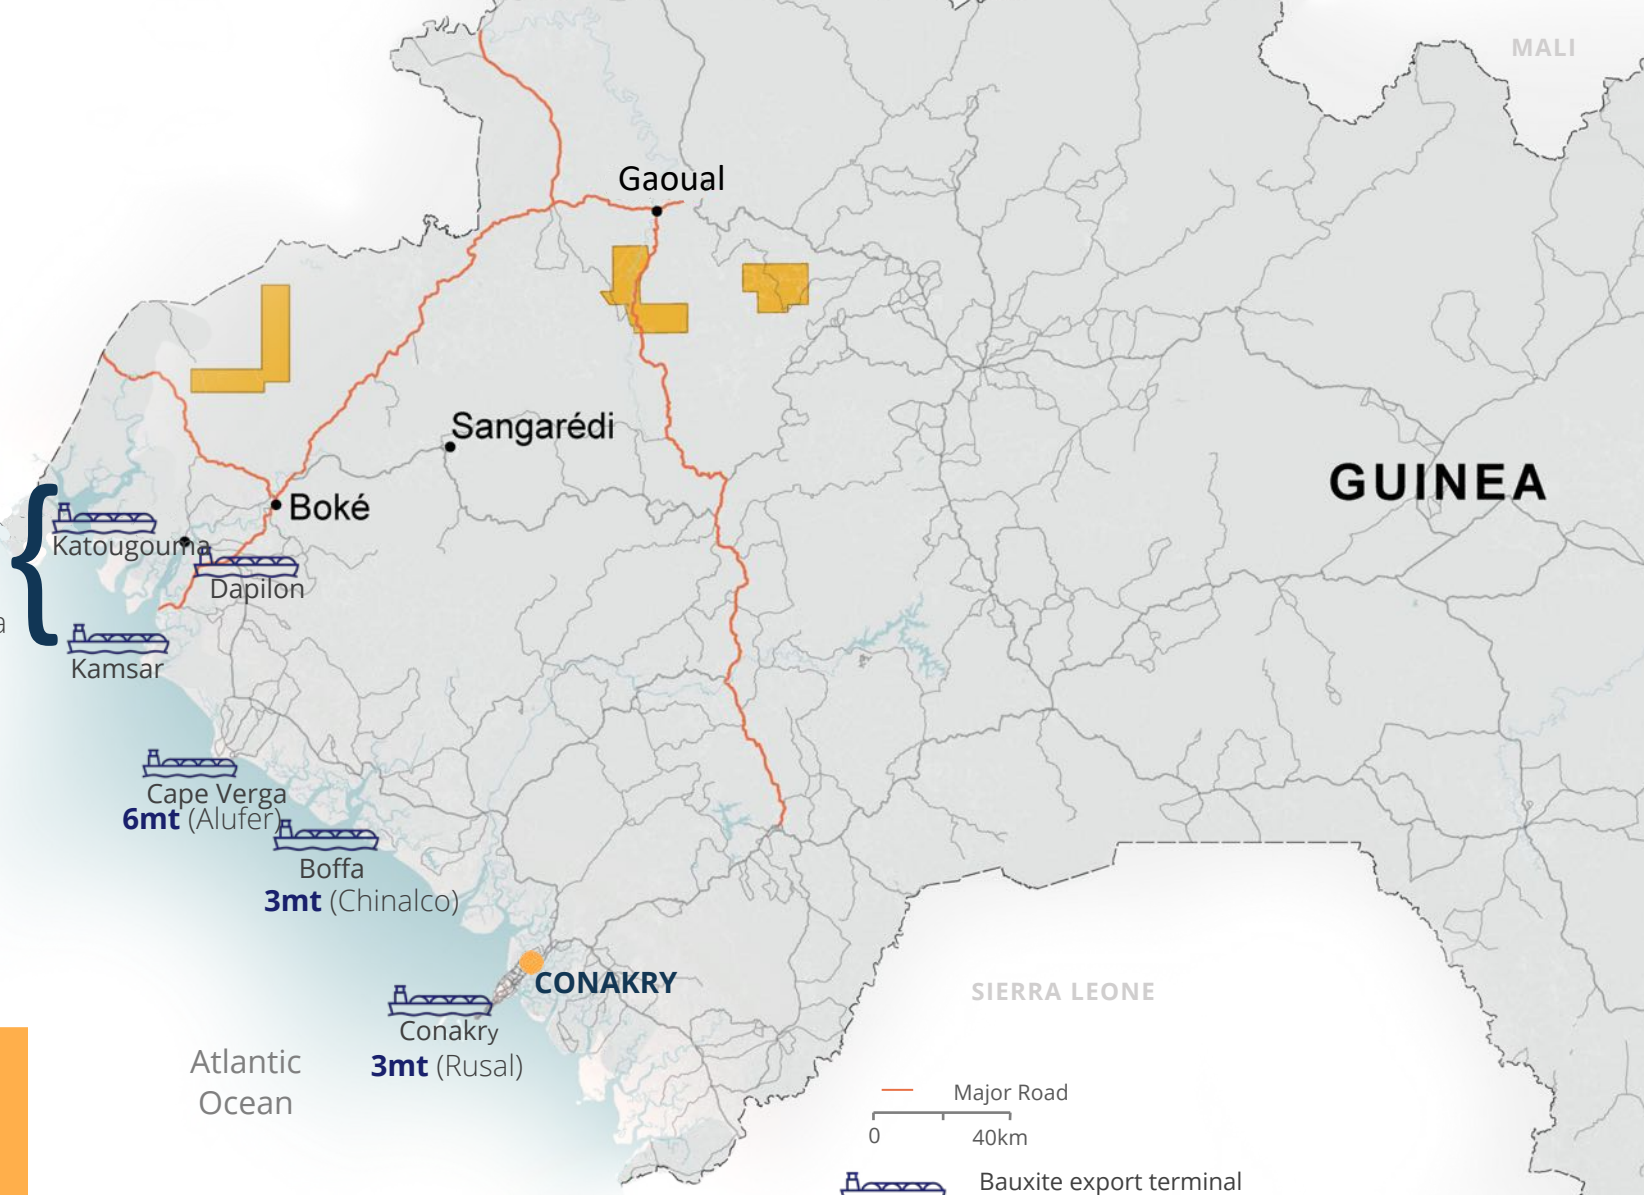 MALI
Gaoual
Sangarédi
GUINEA
Boké
Katougouma
Dapilon
a
Kamsar
Cape Verga
6mt (Alufer)
Boffa
3mt (Chinalco)
CONAKRY
SIERRA LEONE
Conakry
3mt (Rusal)
Atlantic
Ocean
Major Road
0 40km
Bauxite export terminal